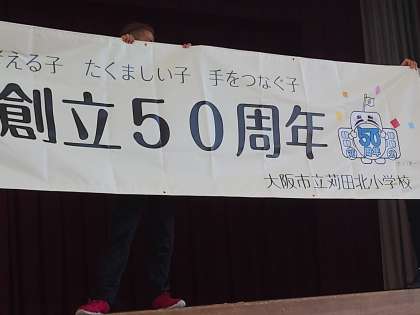 える子 たくましい子 手をつなぐ子
創立５０周年
50
大阪市立苅田北小学校